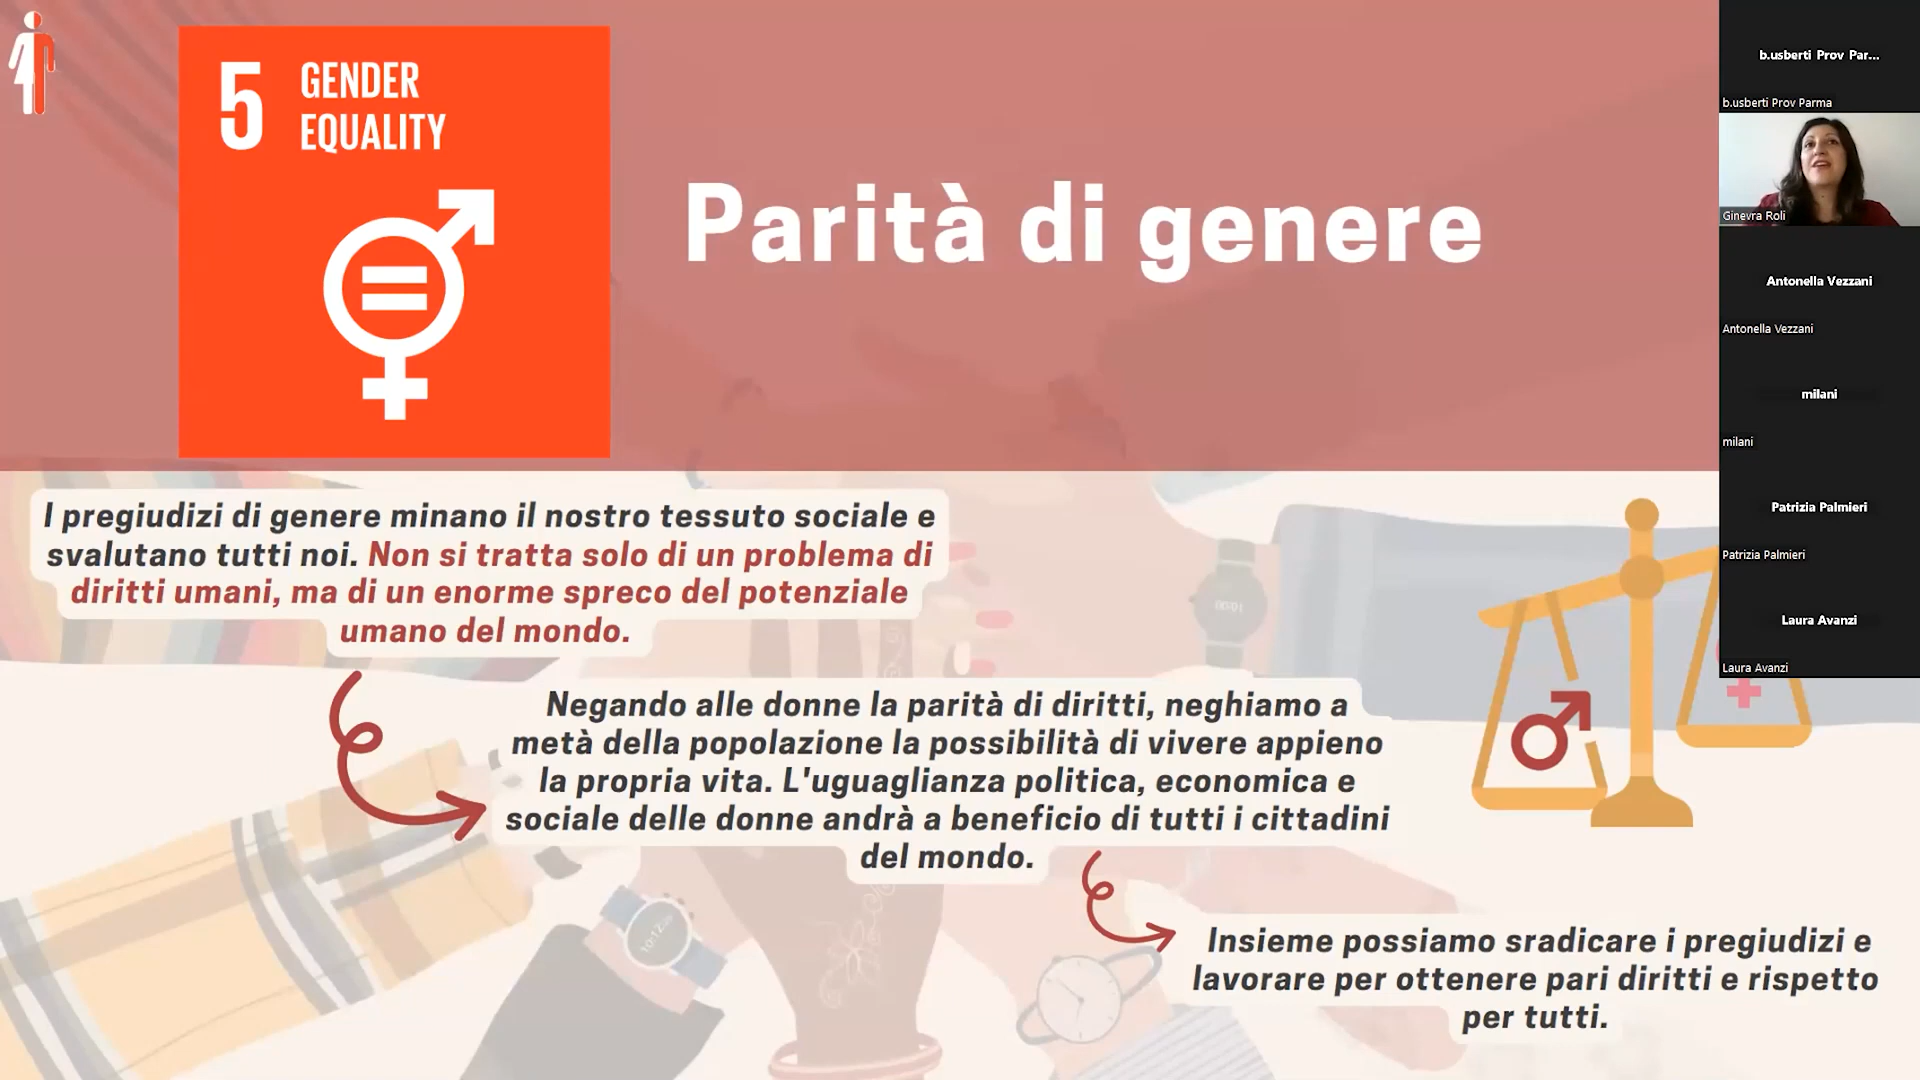 5 GENDER
EQUALITY
Parità di genere
I pregiudizi di genere minano il nostro tessuto sociale e
svalutano tutti noi. Non si tratta solo di un problema di
diritti umani, ma di un enorme spreco del potenziale
umano del mondo.
Negando alle donne la parità di diritti, neghiamo a
metà della popolazione la possibilità di vivere appieno
la propria vita. L'uguaglianza politica, economica e
sociale delle donne andrà a beneficio di tutti i cittadini
del mondo.
Insieme possiamo sradicare i pregiudizi e
lavorare per ottenere pari diritti e rispetto
per tutti.
b.usberti Prov Par...
b.usberti Prov Parma
Ginevra Roli
Antonella Vezzani
Antonella Vezzani
milani
milani
Patrizia Palmieri
Patrizia Palmieri
Laura Avanzi
Laura Avanzi